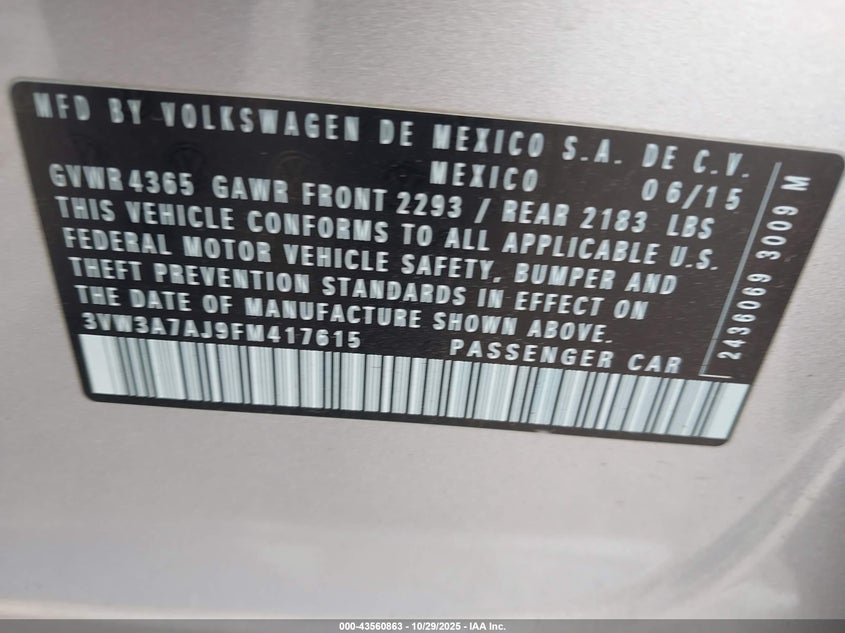 MFD BY VOLKSWAGEN DE MEXICO S.A. DE C.V.
MEXICO 06/15
GVWR 4365 GAWR FRONT 2293 / REAR 2183 LBS
THIS VEHICLE CONFORMS TO ALL APPLICABLE U.S.
FEDERAL MOTOR VEHICLE SAFETY, BUMPER AND
THEFT PREVENTION STANDARDS IN EFFECT ON
THE DATE OF MANUFACTURE SHOWN ABOVE.
3VW3A7AJ9FM417615 PASSENGER CAR
2436069 3009 M
000-43560863 - 10/29/2025 - IAA Inc.